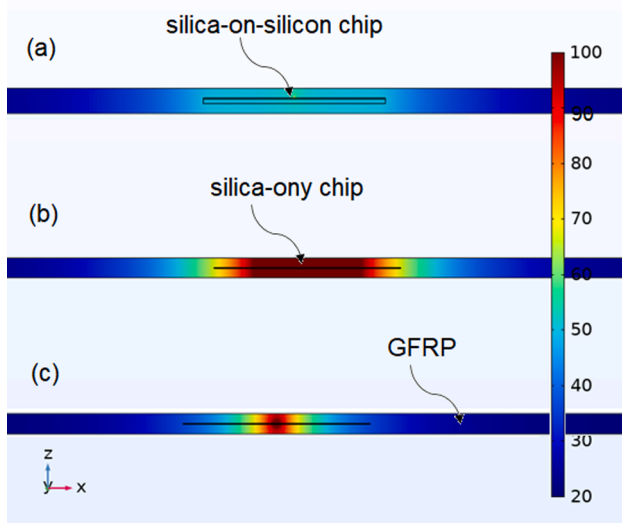 silica-on-silicon chip
(a)
100
90
80
silica-ony chip
70
(b)
60
50
GFRP
40
(c)
30
z
y x
20